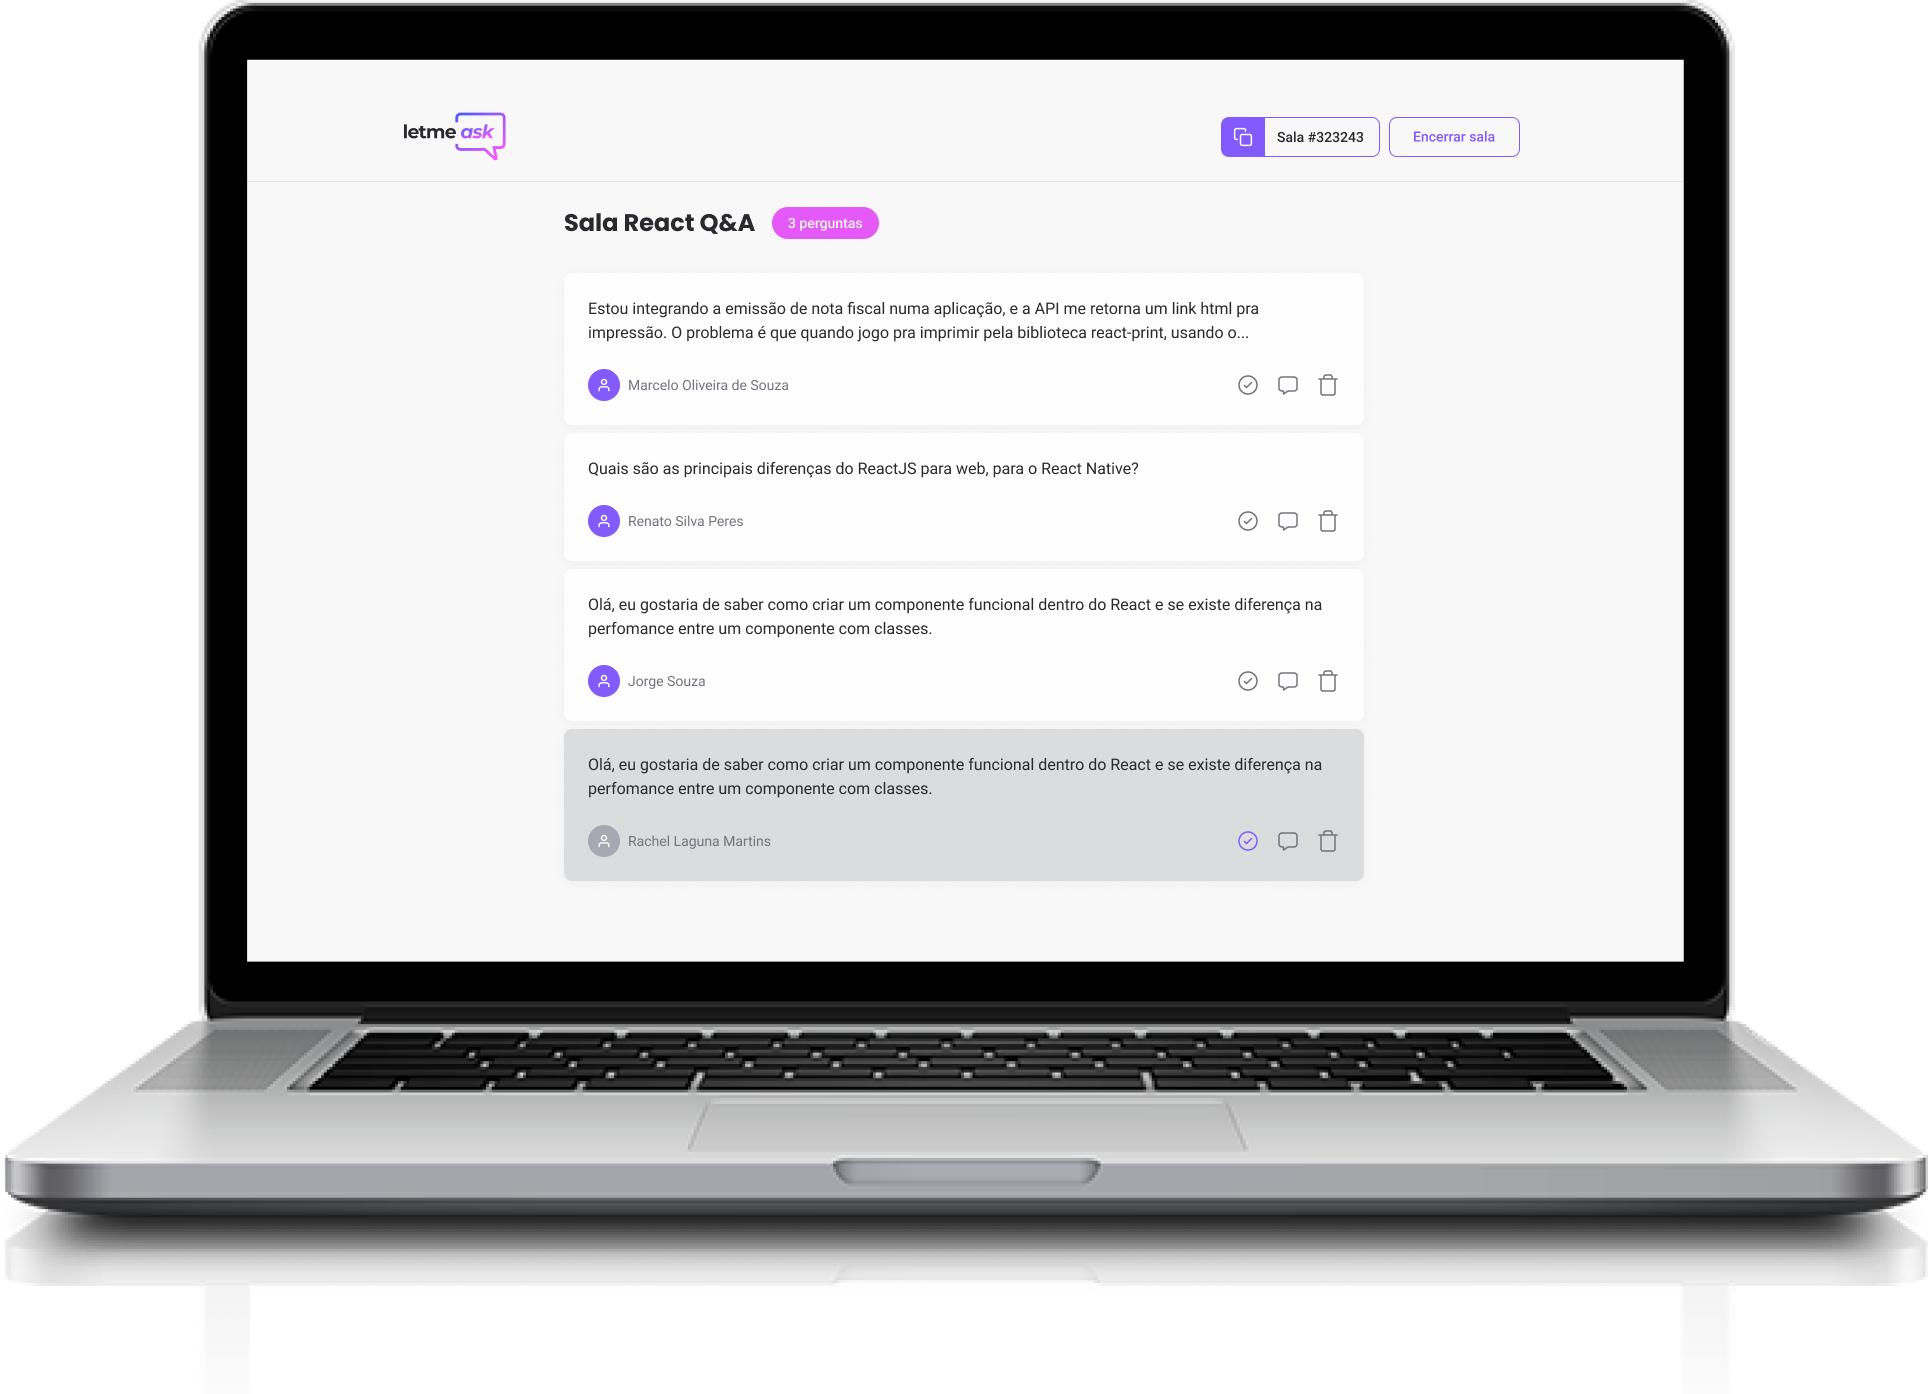 letme ask
Sala #323243
Encerrar sala
Sala React Q&A
3 perguntas
Estou integrando a emissão de nota fiscal numa aplicação, e a API me retorna um link html pra
impressão. O problema é que quando jogo pra imprimir pela biblioteca react-print, usando o...
Marcelo Oliveira de Souza
Quais são as principais diferenças do ReactJS para web, para o React Native?
Renato Silva Peres
Olá, eu gostaria de saber como criar um componente funcional dentro do React e se existe diferença na
perfomance entre um componente com classes.
Jorge Souza
Olá, eu gostaria de saber como criar um componente funcional dentro do React e se existe diferença na
perfomance entre um componente com classes.
Rachel Laguna Martins